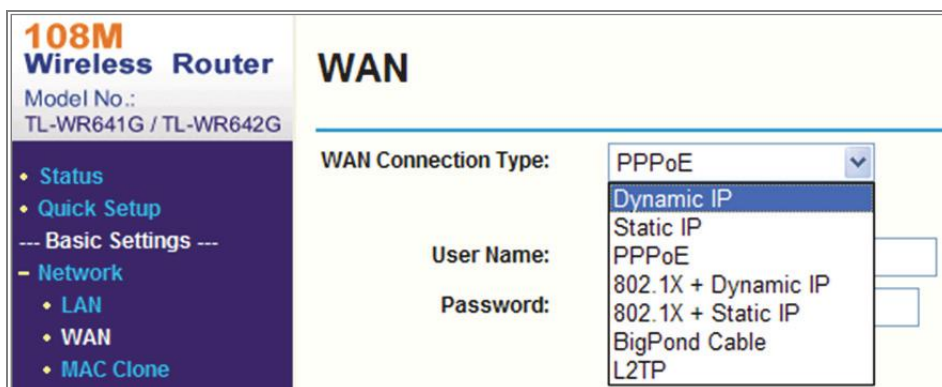 108M
Wireless Router
Model No.:
TL-WR641G / TL-WR642G
• Status
• Quick Setup
--- Basic Settings ---
– Network
• LAN
• WAN
• MAC Clone
WAN
WAN Connection Type:
PPPoE
Dynamic IP
Static IP
PPPoE
802.1X + Dynamic IP
802.1X + Static IP
BigPond Cable
L2TP
User Name:
Password: